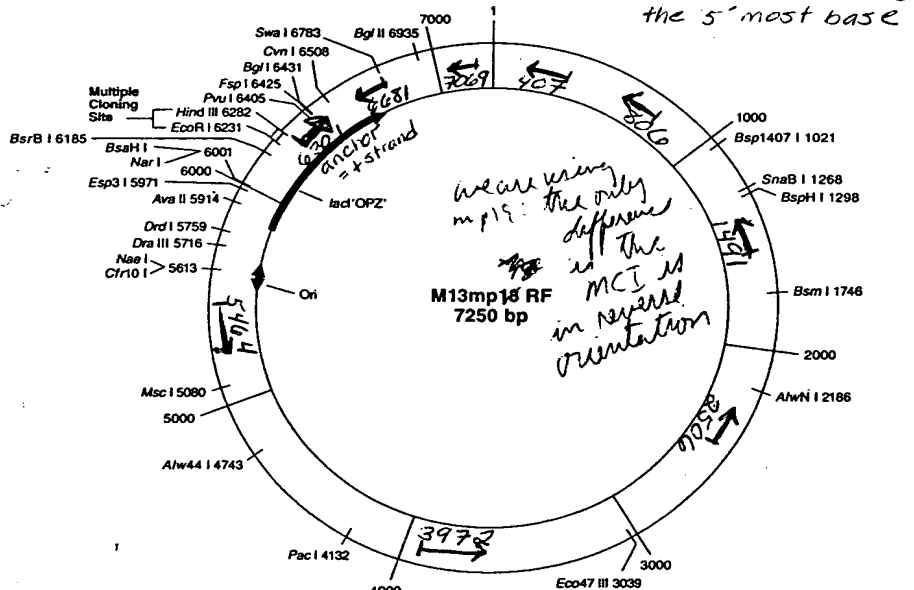 the 5' most base
7000
1
Swa I 6783
Bgl II 6935
Cvn I 6508
Bgl I 6431
Fsp I 6425
Pvu I 6405
Multiple
Cloning
Site
Hind III 6282
EcoR I 6231
BsrB I 6185
BsaH I
Nar I
6001
6000
Esp3 I 5971
Ava II 5914
Drd I 5759
Dra III 5716
Nae I
Cfr10 I
5613
Ori
lacI'OPZ'
anchor
= + strand
6301
6681
7069
407
806
1000
Bsp1407 I 1021
SnaB I 1268
BspH I 1298
1491
Bsm I 1746
2000
AlwN I 2186
2506
3000
Eco47 III 3039
3972
4000
Pac I 4132
Alw44 I 4743
5000
Msc I 5080
5464
we are using
mp19: the only
difference
is the
MCI is
in reverse
orientation
M13mp18 RF
7250 bp